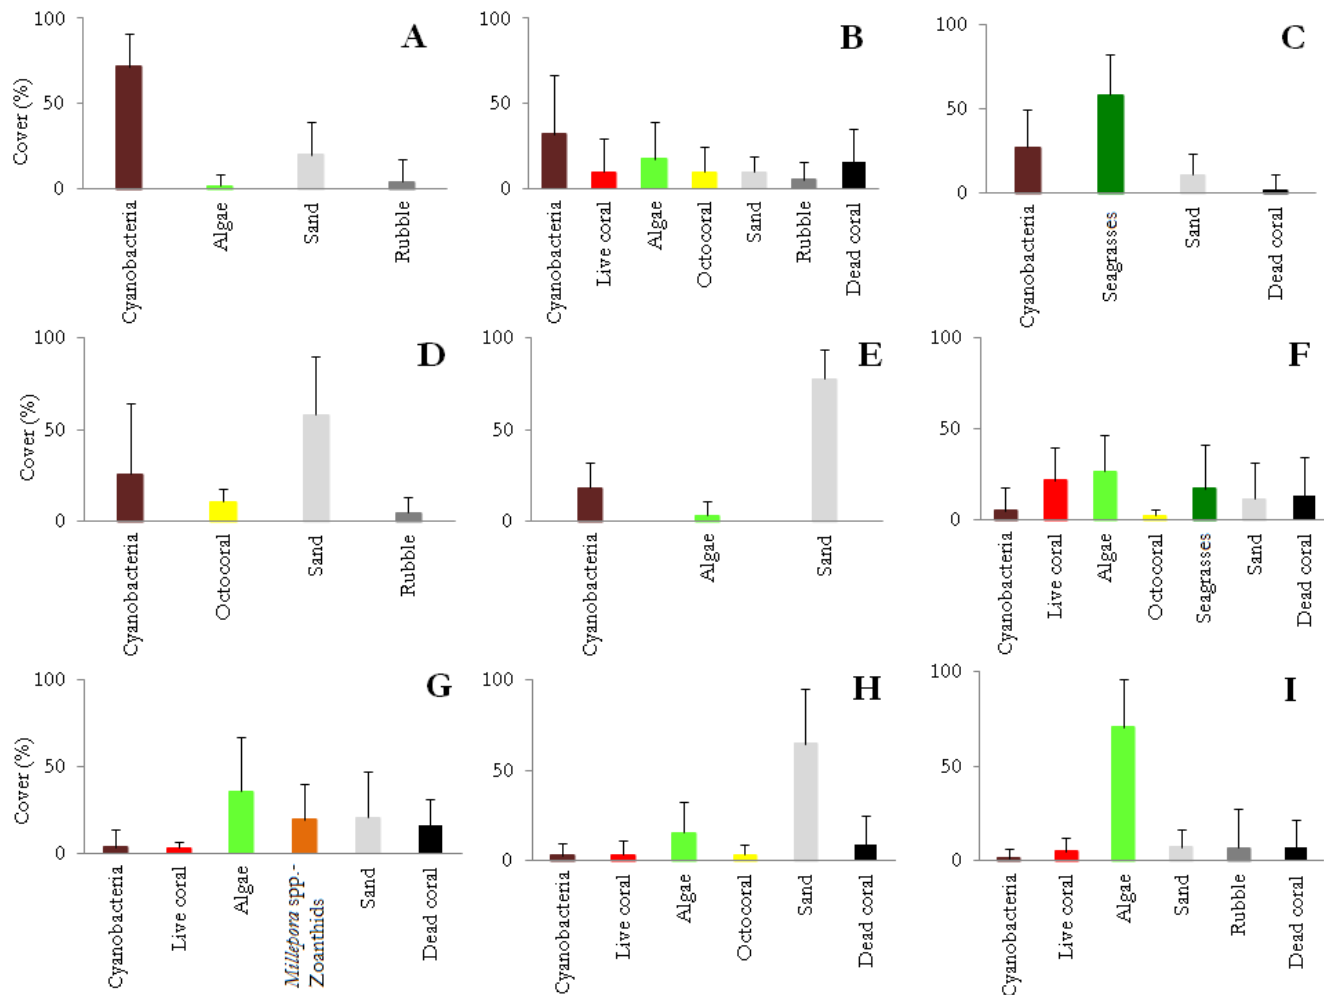 100
50
0
Cover (%)
A
Cyanobacteria
Algae
Sand
Rubble
100
50
0
B
Cyanobacteria
Live coral
Algae
Octocoral
Sand
Rubble
Dead coral
100
50
0
C
Cyanobacteria
Seagrasses
Sand
Dead coral
100
50
0
Cover (%)
D
Cyanobacteria
Octocoral
Sand
Rubble
100
50
0
E
Cyanobacteria
Algae
Sand
100
50
0
F
Cyanobacteria
Live coral
Algae
Octocoral
Seagrasses
Sand
Dead coral
100
50
0
Cover (%)
G
Cyanobacteria
Live coral
Algae
Millepora spp.-
Zoanthids
Sand
Dead coral
100
50
0
H
Cyanobacteria
Live coral
Algae
Octocoral
Sand
Dead coral
100
50
0
I
Cyanobacteria
Live coral
Algae
Sand
Rubble
Dead coral